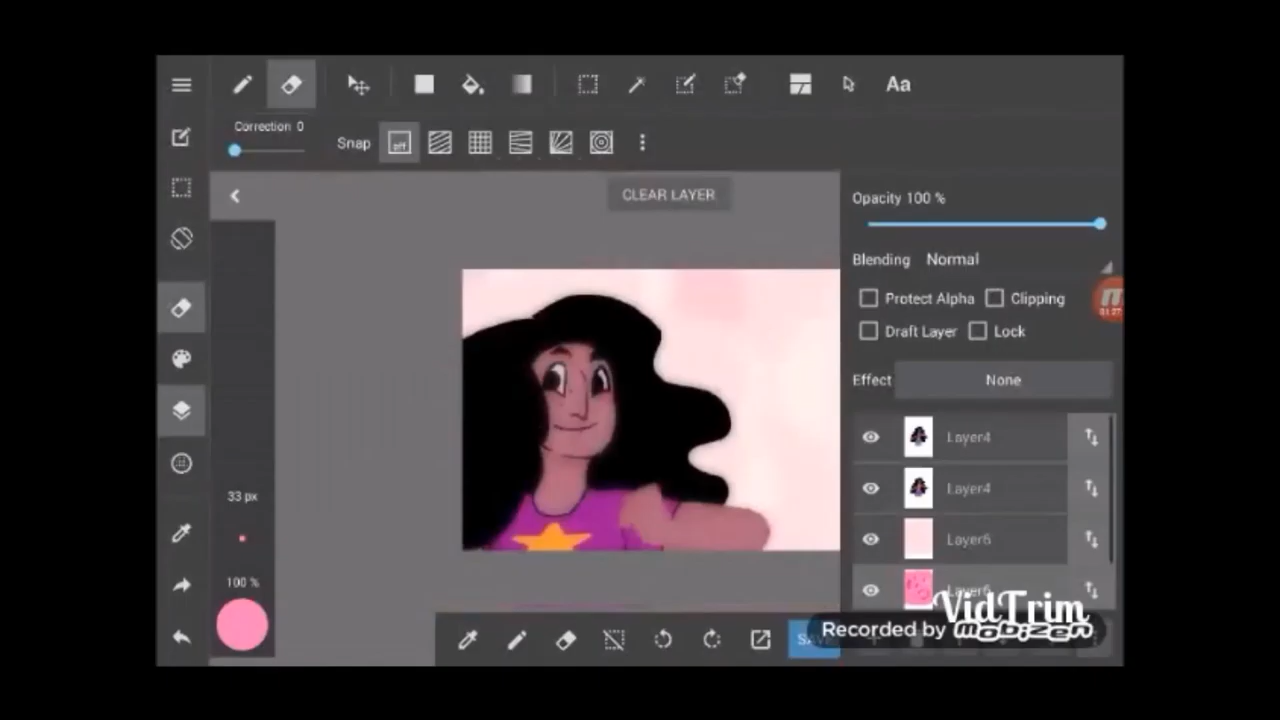 Aa
Correction 0
Snap
off
CLEAR LAYER
Opacity 100 %
Blending Normal
Protect Alpha
Clipping
Draft Layer
Lock
Effect
None
Layer4
Layer4
Layer6
Layer6
33 px
100 %
VidTrim
Recorded by mobizen